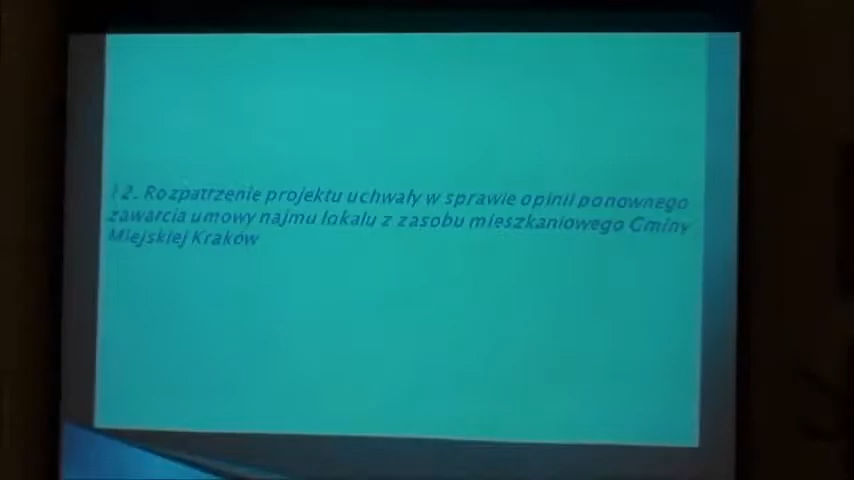 12. Rozpatrzenie projektu uchwały w sprawie opinii ponownego
zawarcia umowy najmu lokalu z zasobu mieszkaniowego Gminy
Miejskiej Kraków